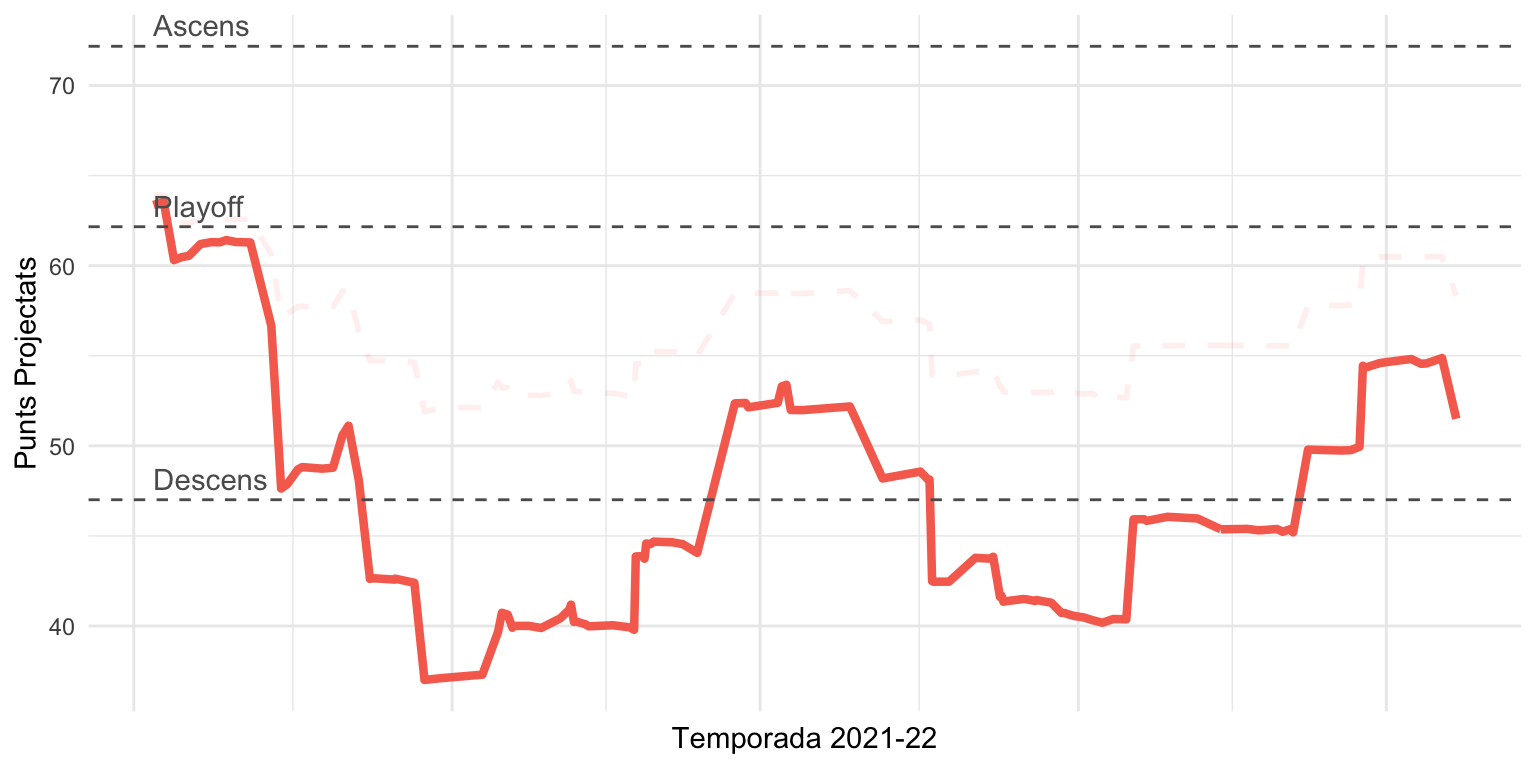 Ascens
70
Playoff
60
50
Descens
40
Punts Projectats
Temporada 2021-22